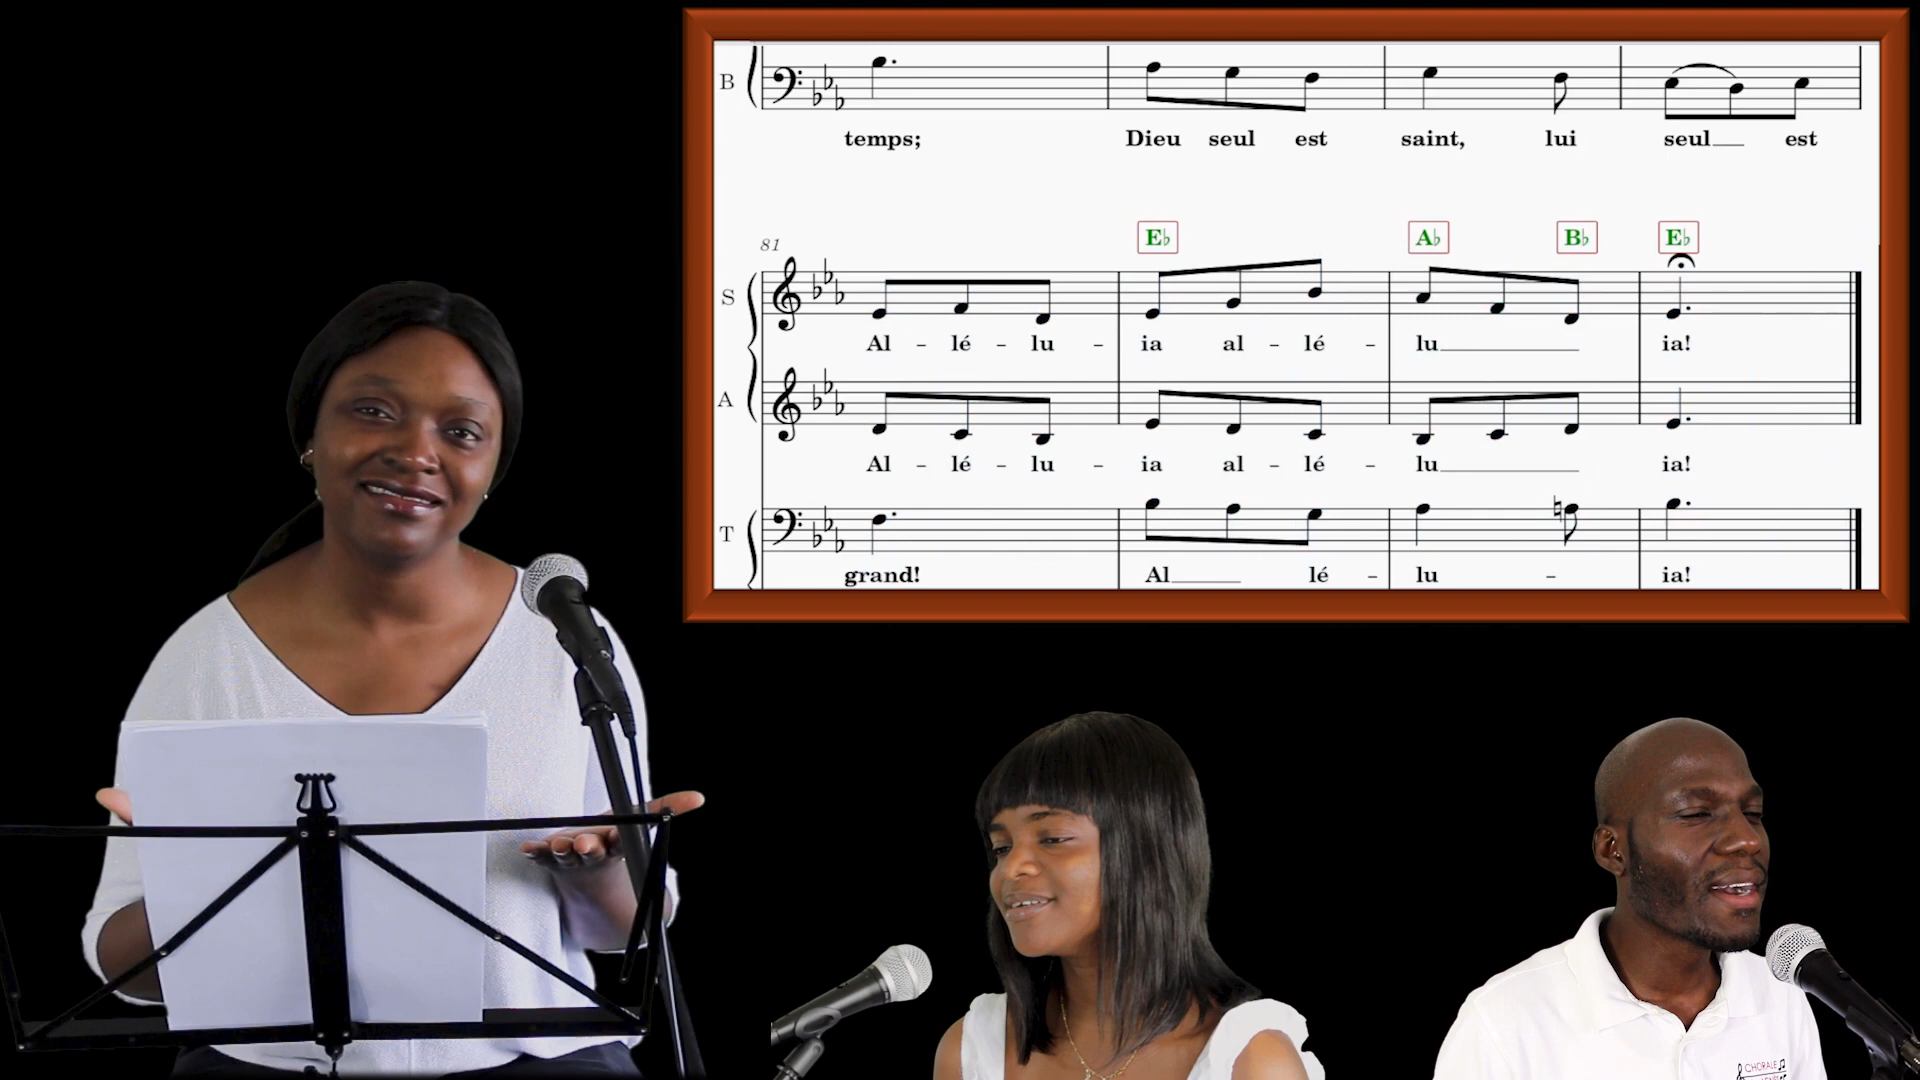 B
temps; Dieu seul est saint, lui seul est
E♭ A♭ B♭ E♭
81
S
Al - lé - lu - ia al - lé - lu ia!
A
Al - lé - lu - ia al - lé - lu ia!
T
grand! Al lé - lu - ia!
CHORALE